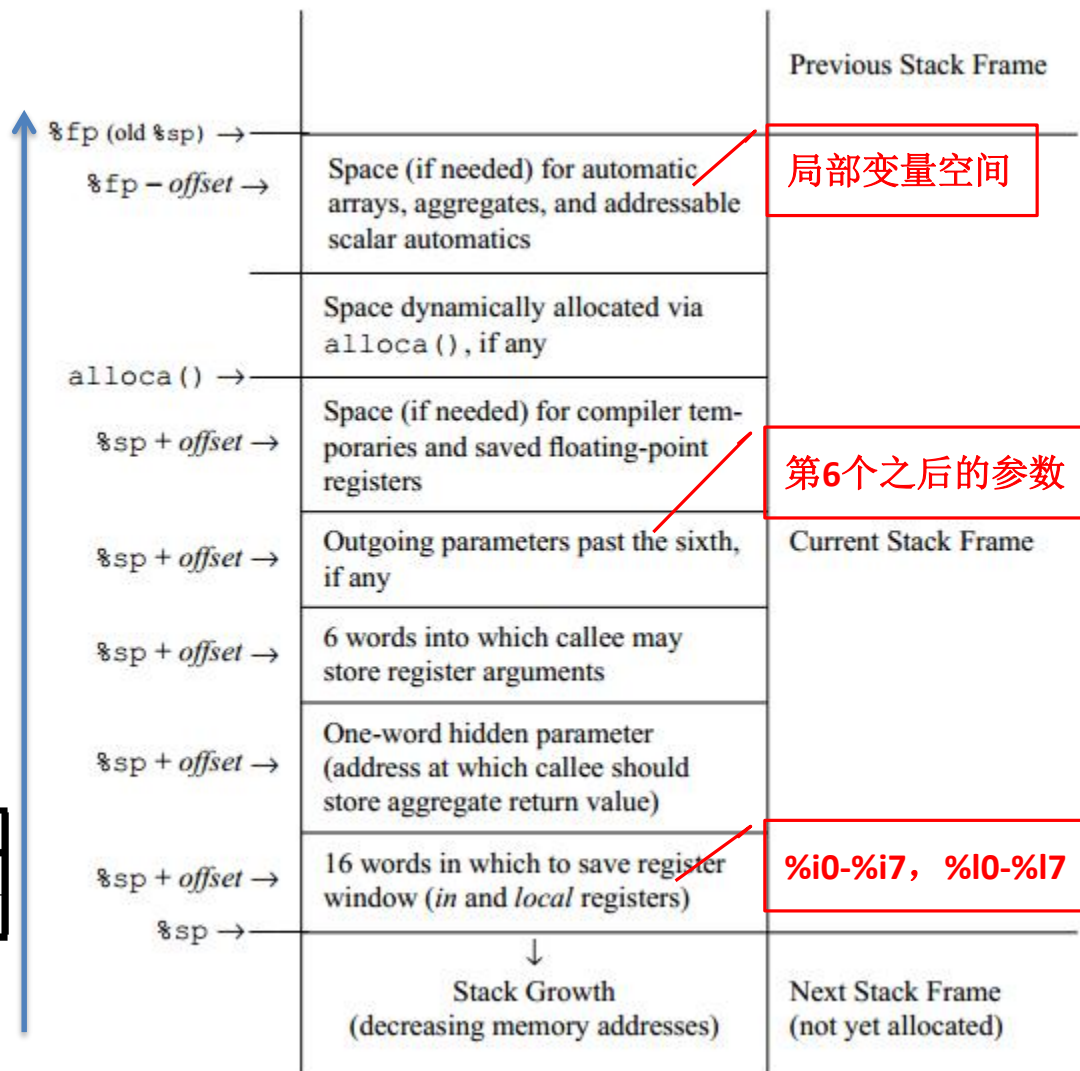 Previous Stack Frame
%fp (old %sp) →
局部变量空间
%fp – offset →
Space (if needed) for automatic
arrays, aggregates, and addressable
scalar automatics
Space dynamically allocated via
alloca(), if any
alloca() →
Space (if needed) for compiler tem-
poraries and saved floating-point
registers
%sp + offset →
第6个之后的参数
Outgoing parameters past the sixth,
if any
%sp + offset →
Current Stack Frame
6 words into which callee may
store register arguments
%sp + offset →
One-word hidden parameter
(address at which callee should
store aggregate return value)
%sp + offset →
16 words in which to save register
window (in and local registers)
%sp + offset →
%i0-%i7， %l0-%l7
%sp →
↓
Stack Growth
(decreasing memory addresses)
Next Stack Frame
(not yet allocated)